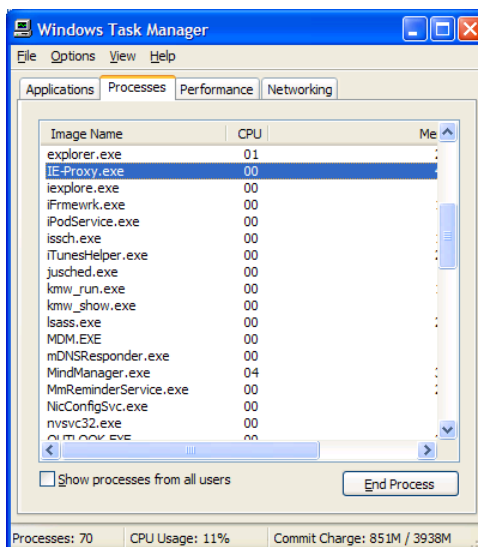 Windows Task Manager
File Options View Help
Applications Processes Performance Networking
Image Name CPU Me
explorer.exe 01
IE-Proxy.exe 00
iexplore.exe 00
iFrmewrk.exe 00
iPodService.exe 00
issch.exe 00
iTunesHelper.exe 00
jusched.exe 00
kmw_run.exe 00
kmw_show.exe 00
lsass.exe 00
MDM.EXE 00
mDNSResponder.exe 00
MindManager.exe 04
MmReminderService.exe 00
NicConfigSvc.exe 00
nvsvc32.exe 00
OUTLOOK.EXE 00
Show processes from all users
End Process
Processes: 70 CPU Usage: 11% Commit Charge: 851M / 3938M